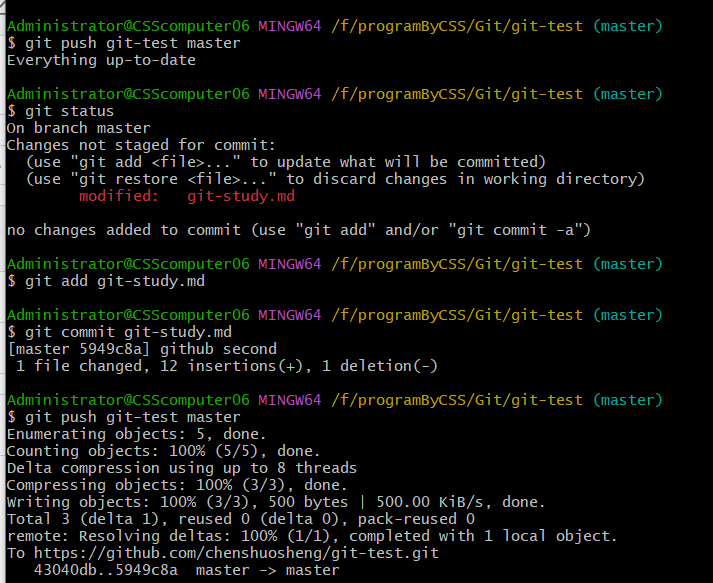 Administrator@CSScomputer06 MINGW64 /f/programByCSS/Git/git-test (master)
$ git push git-test master
Everything up-to-date
Administrator@CSScomputer06 MINGW64 /f/programByCSS/Git/git-test (master)
$ git status
On branch master
Changes not staged for commit:
  (use "git add <file>..." to update what will be committed)
  (use "git restore <file>..." to discard changes in working directory)
        modified:   git-study.md
no changes added to commit (use "git add" and/or "git commit -a")
Administrator@CSScomputer06 MINGW64 /f/programByCSS/Git/git-test (master)
$ git add git-study.md
Administrator@CSScomputer06 MINGW64 /f/programByCSS/Git/git-test (master)
$ git commit git-study.md
[master 5949c8a] github second
 1 file changed, 12 insertions(+), 1 deletion(-)
Administrator@CSScomputer06 MINGW64 /f/programByCSS/Git/git-test (master)
$ git push git-test master
Enumerating objects: 5, done.
Counting objects: 100% (5/5), done.
Delta compression using up to 8 threads
Compressing objects: 100% (3/3), done.
Writing objects: 100% (3/3), 500 bytes | 500.00 KiB/s, done.
Total 3 (delta 1), reused 0 (delta 0), pack-reused 0
remote: Resolving deltas: 100% (1/1), completed with 1 local object.
To https://github.com/chenshuosheng/git-test.git
   43040db..5949c8a  master -> master